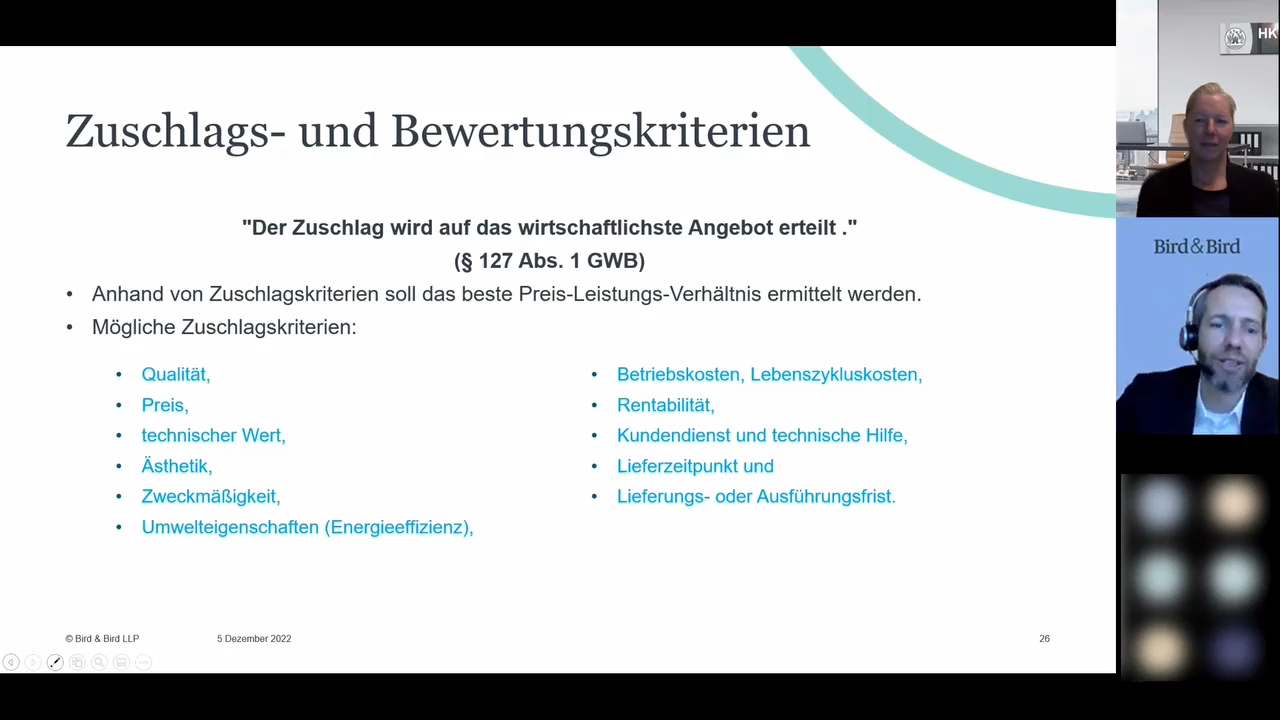 Zuschlags- und Bewertungskriterien
"Der Zuschlag wird auf das wirtschaftlichste Angebot erteilt ."
(§ 127 Abs. 1 GWB)
• Anhand von Zuschlagskriterien soll das beste Preis-Leistungs-Verhältnis ermittelt werden.
• Mögliche Zuschlagskriterien:
• Qualität,
• Preis,
• technischer Wert,
• Ästhetik,
• Zweckmäßigkeit,
• Umwelteigenschaften (Energieeffizienz),
• Betriebskosten, Lebenszykluskosten,
• Rentabilität,
• Kundendienst und technische Hilfe,
• Lieferzeitpunkt und
• Lieferungs- oder Ausführungsfrist.
© Bird & Bird LLP
5 Dezember 2022
26
HK
Bird & Bird